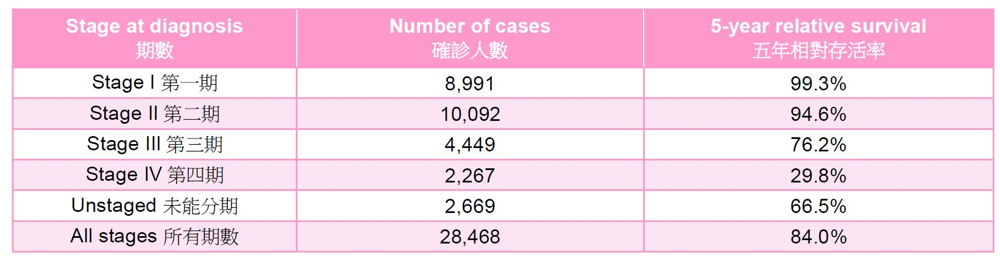 Stage at diagnosis Number of cases 5-year relative survival
期數 確診人數 五年相對存活率
Stage I 第一期 8,991 99.3%
Stage II 第二期 10,092 94.6%
Stage III 第三期 4,449 76.2%
Stage IV 第四期 2,267 29.8%
Unstaged 未能分期 2,669 66.5%
All stages 所有期數 28,468 84.0%